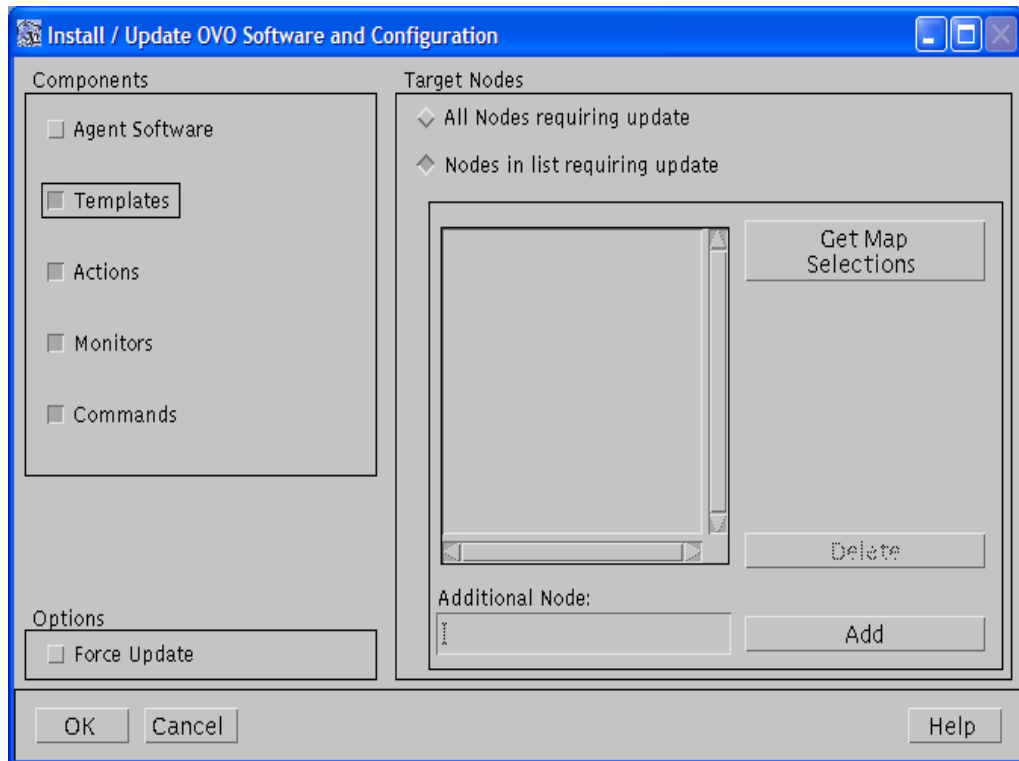 Install / Update OVO Software and Configuration
Components
Agent Software
Templates
Actions
Monitors
Commands
Options
Force Update
Target Nodes
All Nodes requiring update
Nodes in list requiring update
Get Map
Selections
Delete
Additional Node:
Add
OK
Cancel
Help